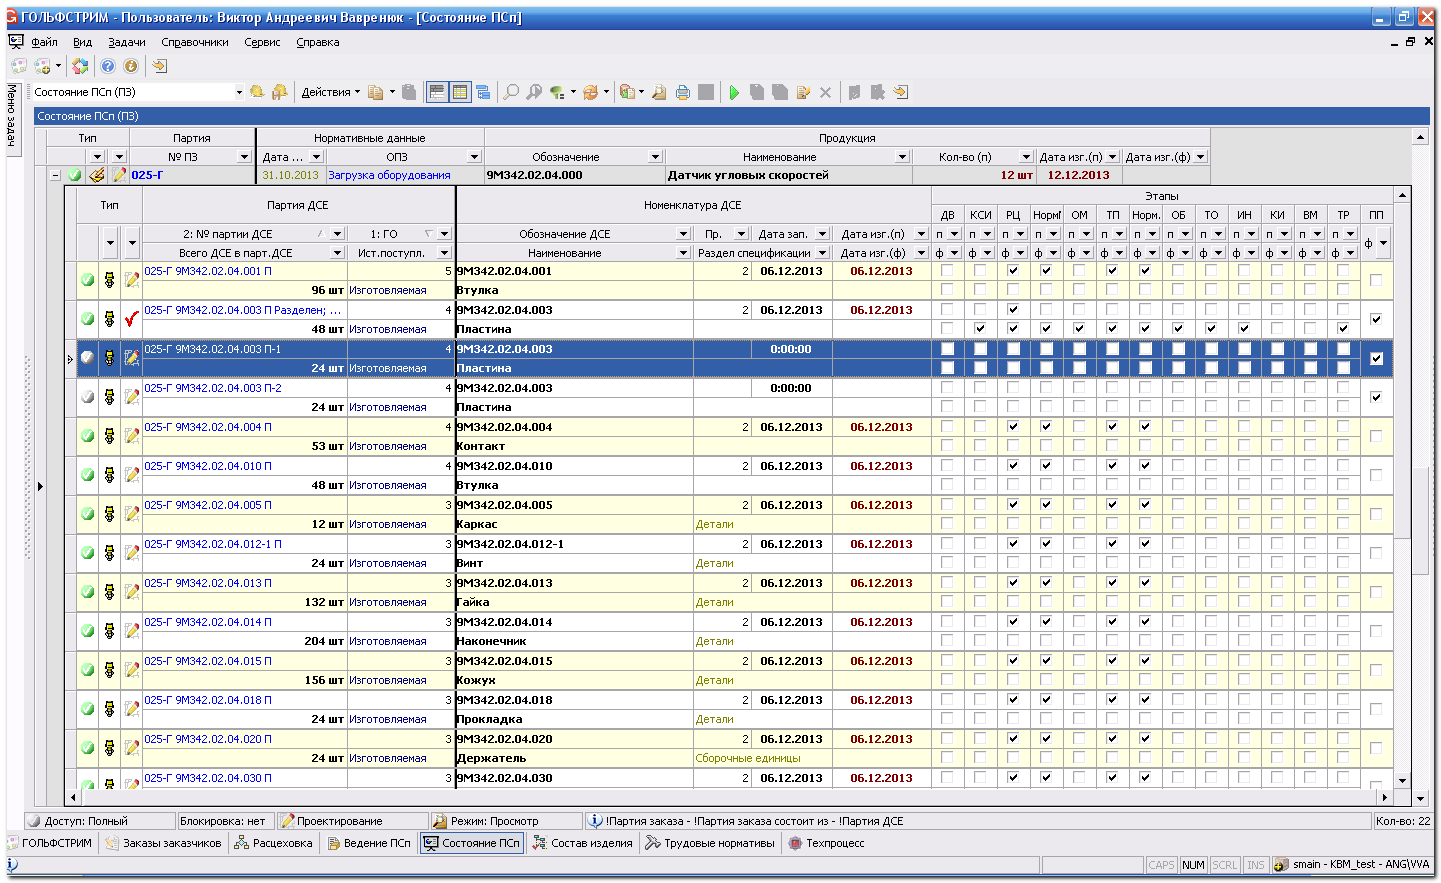 ГОЛЬФСТРИМ - Пользователь: Виктор Андреевич Вавренюк - [Состояние ПСп]
Файл Вид Задачи Справочники Сервис Справка
Меню задач
Состояние ПСп (ПЗ) Действия
Состояние ПСп (ПЗ)
Тип Партия Нормативные данные Продукция
№ ПЗ Дата ... ОПЗ Обозначение Наименование Кол-во (п) Дата изг.(п) Дата изг.(ф)
025-Г 31.10.2013 Загрузка оборудования 9М342.02.04.000 Датчик угловых скоростей 12 шт 12.12.2013
Тип Партия ДСЕ Номенклатура ДСЕ Этапы
ДВ КСИ РЦ Норм ОМ ТП Норм. ОБ ТО ИН КИ ВМ ТР ПП
2: № партии ДСЕ 1: ГО Обозначение ДСЕ Пр. Дата зап. Дата изг.(п) п п п п п п п п п п п п п
Всего ДСЕ в парт.ДСЕ Ист.поступл. Наименование Раздел спецификации Дата изг.(ф) ф ф ф ф ф ф ф ф ф ф ф ф ф ф
025-Г 9М342.02.04.001 П 5 9М342.02.04.001 2 06.12.2013 06.12.2013
96 шт Изготовляемая Втулка
025-Г 9М342.02.04.003 П Разделен; ... 4 9М342.02.04.003 2 06.12.2013 06.12.2013
48 шт Изготовляемая Пластина
025-Г 9М342.02.04.003 П-1 4 9М342.02.04.003 0:00:00
24 шт Изготовляемая Пластина
025-Г 9М342.02.04.003 П-2 4 9М342.02.04.003 0:00:00
24 шт Изготовляемая Пластина
025-Г 9М342.02.04.004 П 4 9М342.02.04.004 2 06.12.2013 06.12.2013
53 шт Изготовляемая Контакт
025-Г 9М342.02.04.010 П 4 9М342.02.04.010 2 06.12.2013 06.12.2013
48 шт Изготовляемая Втулка
025-Г 9М342.02.04.005 П 3 9М342.02.04.005 2 06.12.2013 06.12.2013
12 шт Изготовляемая Каркас Детали
025-Г 9М342.02.04.012-1 П 3 9М342.02.04.012-1 2 06.12.2013 06.12.2013
24 шт Изготовляемая Винт Детали
025-Г 9М342.02.04.013 П 3 9М342.02.04.013 2 06.12.2013 06.12.2013
132 шт Изготовляемая Гайка Детали
025-Г 9М342.02.04.014 П 3 9М342.02.04.014 2 06.12.2013 06.12.2013
204 шт Изготовляемая Наконечник Детали
025-Г 9М342.02.04.015 П 3 9М342.02.04.015 2 06.12.2013 06.12.2013
156 шт Изготовляемая Кожух Детали
025-Г 9М342.02.04.018 П 3 9М342.02.04.018 2 06.12.2013 06.12.2013
24 шт Изготовляемая Прокладка Детали
025-Г 9М342.02.04.020 П 3 9М342.02.04.020 2 06.12.2013 06.12.2013
24 шт Изготовляемая Держатель Сборочные единицы
025-Г 9М342.02.04.030 П 3 9М342.02.04.030 2 06.12.2013 06.12.2013
Доступ: Полный Блокировка: нет Проектирование Режим: Просмотр !Партия заказа - !Партия заказа состоит из - !Партия ДСЕ Кол-во: 22
ГОЛЬФСТРИМ Заказы заказчиков Расцеховка Ведение ПСп Состояние ПСп Состав изделия Трудовые нормативы Техпроцесс
CAPS NUM SCRL INS smain - KBM_test - ANG\VVA